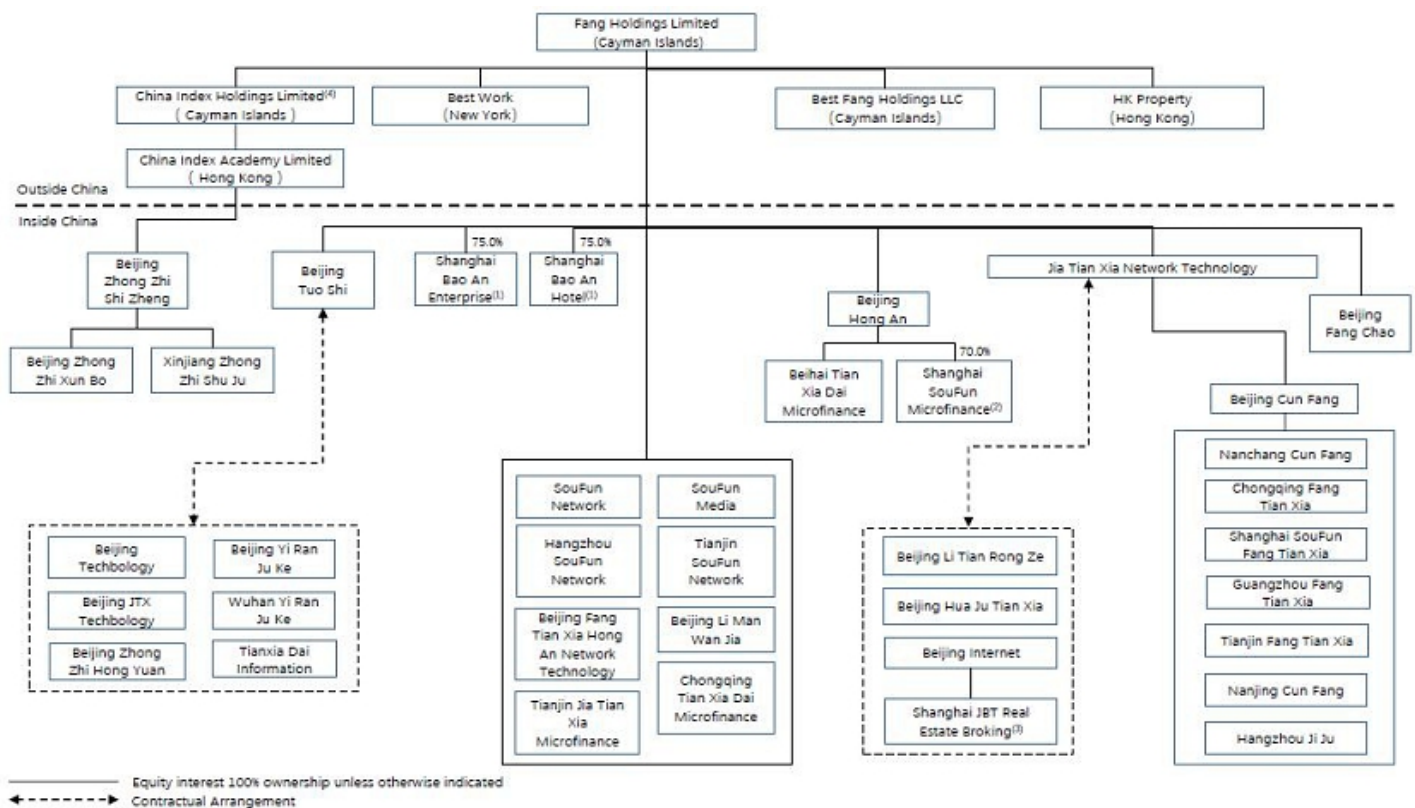 Fang Holdings Limited
(Cayman Islands)
China Index Holdings Limited(4)
( Cayman Islands )
Best Work
(New York)
Best Fang Holdings LLC
(Cayman Islands)
HK Property
(Hong Kong)
China Index Academy Limited
( Hong Kong )
Outside China
Inside China
75.0%
75.0%
Beijing
Zhong Zhi
Shi Zheng
Beijing
Tuo Shi
Shanghai
Bao An
Enterprise(1)
Shanghai
Bao An
Hotel(1)
Jia Tian Xia Network Technology
Beijing
Hong An
Beijing
Fang Chao
Beijing Zhong
Zhi Xun Bo
Xinjiang Zhong
Zhi Shu Ju
70.0%
Beihai Tian
Xia Dai
Microfinance
Shanghai
SouFun
Microfinance(2)
Beijing Cun Fang
Beijing
Techbology
Beijing Yi Ran
Ju Ke
Beijing JTX
Techbology
Wuhan Yi Ran
Ju Ke
Beijing Zhong
Zhi Hong Yuan
Tianxia Dai
Information
SouFun
Network
SouFun
Media
Hangzhou
SouFun
Network
Tianjin
SouFun
Network
Beijing Fang
Tian Xia Hong
An Network
Technology
Beijing Li Man
Wan Jia
Tianjin Jia Tian
Xia
Microfinance
Chongqing
Tian Xia Dai
Microfinance
Beijing Li Tian Rong Ze
Beijing Hua Ju Tian Xia
Beijing Internet
Shanghai JBT Real
Estate Broking(3)
Nanchang Cun Fang
Chongqing Fang
Tian Xia
Shanghai SouFun
Fang Tian Xia
Guangzhou Fang
Tian Xia
Tianjin Fang Tian Xia
Nanjing Cun Fang
Hangzhou Ji Ju
Equity interest 100% ownership unless otherwise indicated
Contractual Arrangement